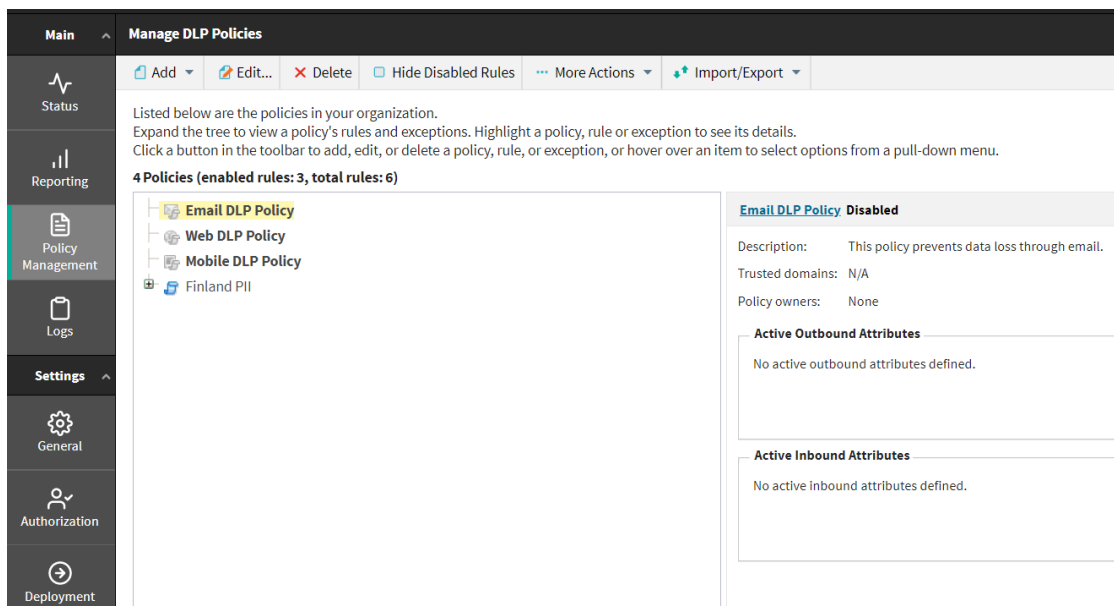 Main
Manage DLP Policies
Add
Edit...
Delete
Hide Disabled Rules
More Actions
Import/Export
Status
Reporting
Policy
Management
Logs
Settings
General
Authorization
Deployment
Listed below are the policies in your organization.
Expand the tree to view a policy's rules and exceptions. Highlight a policy, rule or exception to see its details.
Click a button in the toolbar to add, edit, or delete a policy, rule, or exception, or hover over an item to select options from a pull-down menu.
4 Policies (enabled rules: 3, total rules: 6)
Email DLP Policy
Web DLP Policy
Mobile DLP Policy
Finland PII
Email DLP Policy Disabled
Description: This policy prevents data loss through email.
Trusted domains: N/A
Policy owners: None
Active Outbound Attributes
No active outbound attributes defined.
Active Inbound Attributes
No active inbound attributes defined.